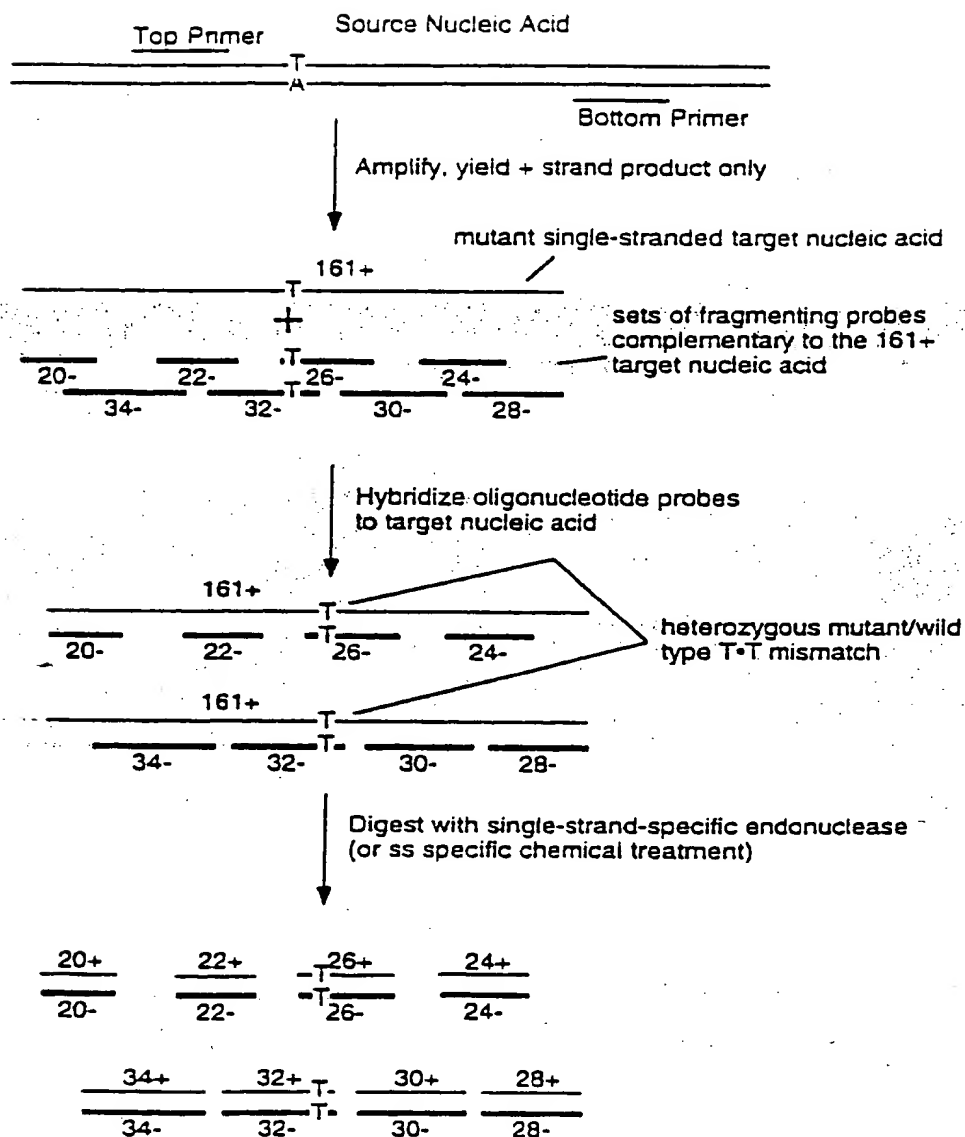 Source Nucleic Acid
Top Primer
T
A
Bottom Primer
Amplify, yield + strand product only
mutant single-stranded target nucleic acid
161+
T
+
sets of fragmenting probes
complementary to the 161+
target nucleic acid
T
20- 22- 26- 24-
T
34- 32- 30- 28-
Hybridize oligonucleotide probes
to target nucleic acid
161+
T
T
20- 22- 26- 24-
heterozygous mutant/wild
type T•T mismatch
161+
T
T
34- 32- 30- 28-
Digest with single-strand-specific endonuclease
(or ss specific chemical treatment)
20+ 22+ 26+ 24+
T
T
20- 22- 26- 24-
34+ 32+ 30+ 28+
T
T
34- 32- 30- 28-